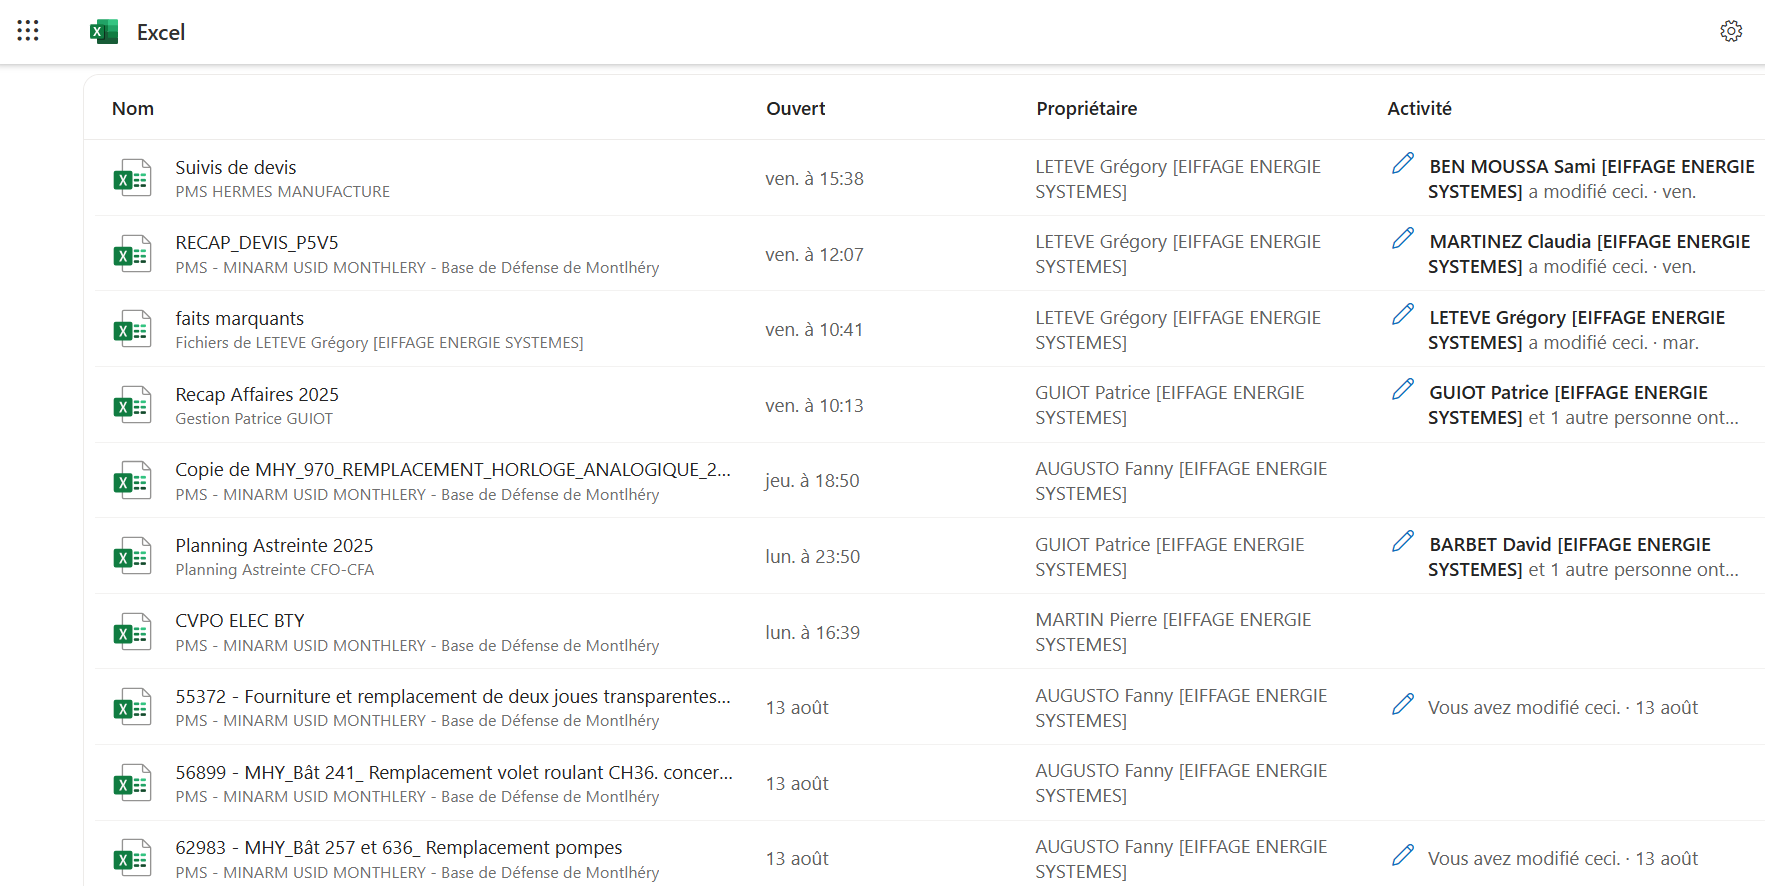 Excel
Nom Ouvert Propriétaire Activité
Suivis de devis
PMS HERMES MANUFACTURE
ven. à 15:38
LETEVE Grégory [EIFFAGE ENERGIE
SYSTEMES]
BEN MOUSSA Sami [EIFFAGE ENERGIE
SYSTEMES] a modifié ceci. · ven.
RECAP_DEVIS_P5V5
PMS - MINARM USID MONTHLERY - Base de Défense de Montlhéry
ven. à 12:07
LETEVE Grégory [EIFFAGE ENERGIE
SYSTEMES]
MARTINEZ Claudia [EIFFAGE ENERGIE
SYSTEMES] a modifié ceci. · ven.
faits marquants
Fichiers de LETEVE Grégory [EIFFAGE ENERGIE SYSTEMES]
ven. à 10:41
LETEVE Grégory [EIFFAGE ENERGIE
SYSTEMES]
LETEVE Grégory [EIFFAGE ENERGIE
SYSTEMES] a modifié ceci. · mar.
Recap Affaires 2025
Gestion Patrice GUIOT
ven. à 10:13
GUIOT Patrice [EIFFAGE ENERGIE
SYSTEMES]
GUIOT Patrice [EIFFAGE ENERGIE
SYSTEMES] et 1 autre personne ont...
Copie de MHY_970_REMPLACEMENT_HORLOGE_ANALOGIQUE_2...
PMS - MINARM USID MONTHLERY - Base de Défense de Montlhéry
jeu. à 18:50
AUGUSTO Fanny [EIFFAGE ENERGIE
SYSTEMES]
Planning Astreinte 2025
Planning Astreinte CFO-CFA
lun. à 23:50
GUIOT Patrice [EIFFAGE ENERGIE
SYSTEMES]
BARBET David [EIFFAGE ENERGIE
SYSTEMES] et 1 autre personne ont...
CVPO ELEC BTY
PMS - MINARM USID MONTHLERY - Base de Défense de Montlhéry
lun. à 16:39
MARTIN Pierre [EIFFAGE ENERGIE
SYSTEMES]
55372 - Fourniture et remplacement de deux joues transparentes...
PMS - MINARM USID MONTHLERY - Base de Défense de Montlhéry
13 août
AUGUSTO Fanny [EIFFAGE ENERGIE
SYSTEMES]
Vous avez modifié ceci. · 13 août
56899 - MHY_Bât 241_ Remplacement volet roulant CH36. concer...
PMS - MINARM USID MONTHLERY - Base de Défense de Montlhéry
13 août
AUGUSTO Fanny [EIFFAGE ENERGIE
SYSTEMES]
62983 - MHY_Bât 257 et 636_ Remplacement pompes
PMS - MINARM USID MONTHLERY - Base de Défense de Montlhéry
13 août
AUGUSTO Fanny [EIFFAGE ENERGIE
SYSTEMES]
Vous avez modifié ceci. · 13 août